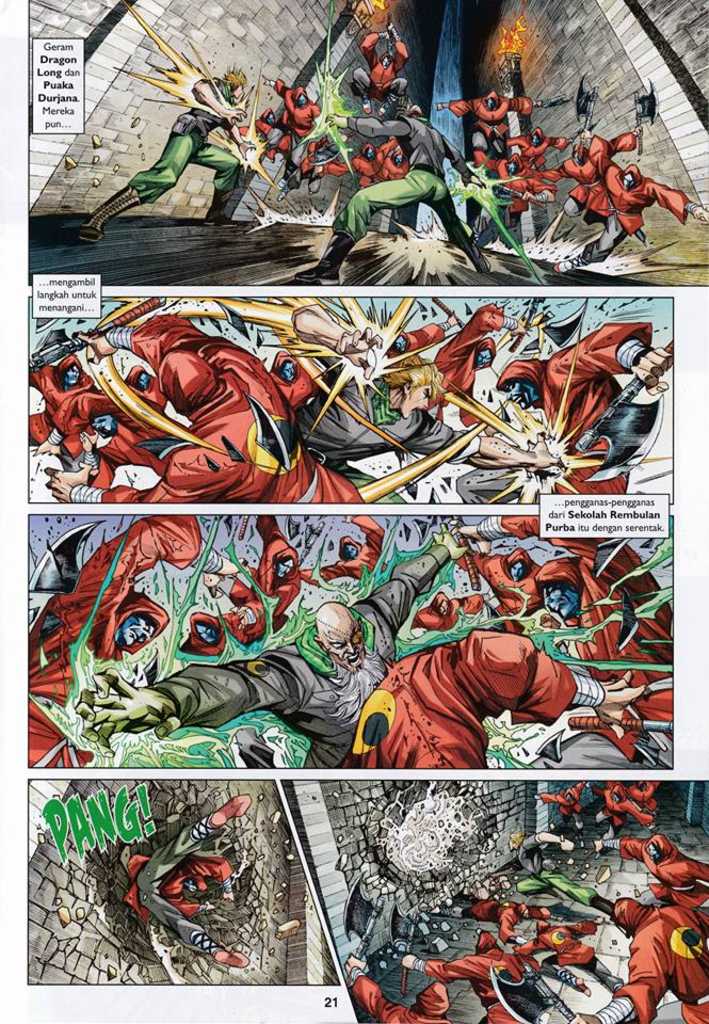 Geram
Dragon
Long dan
Puaka
Durjana.
Mereka
pun...
...mengambil
langkah untuk
menangani...
...pengganas-pengganas
dari Sekolah Rembulan
Purba itu dengan serentak.
PANG!
21